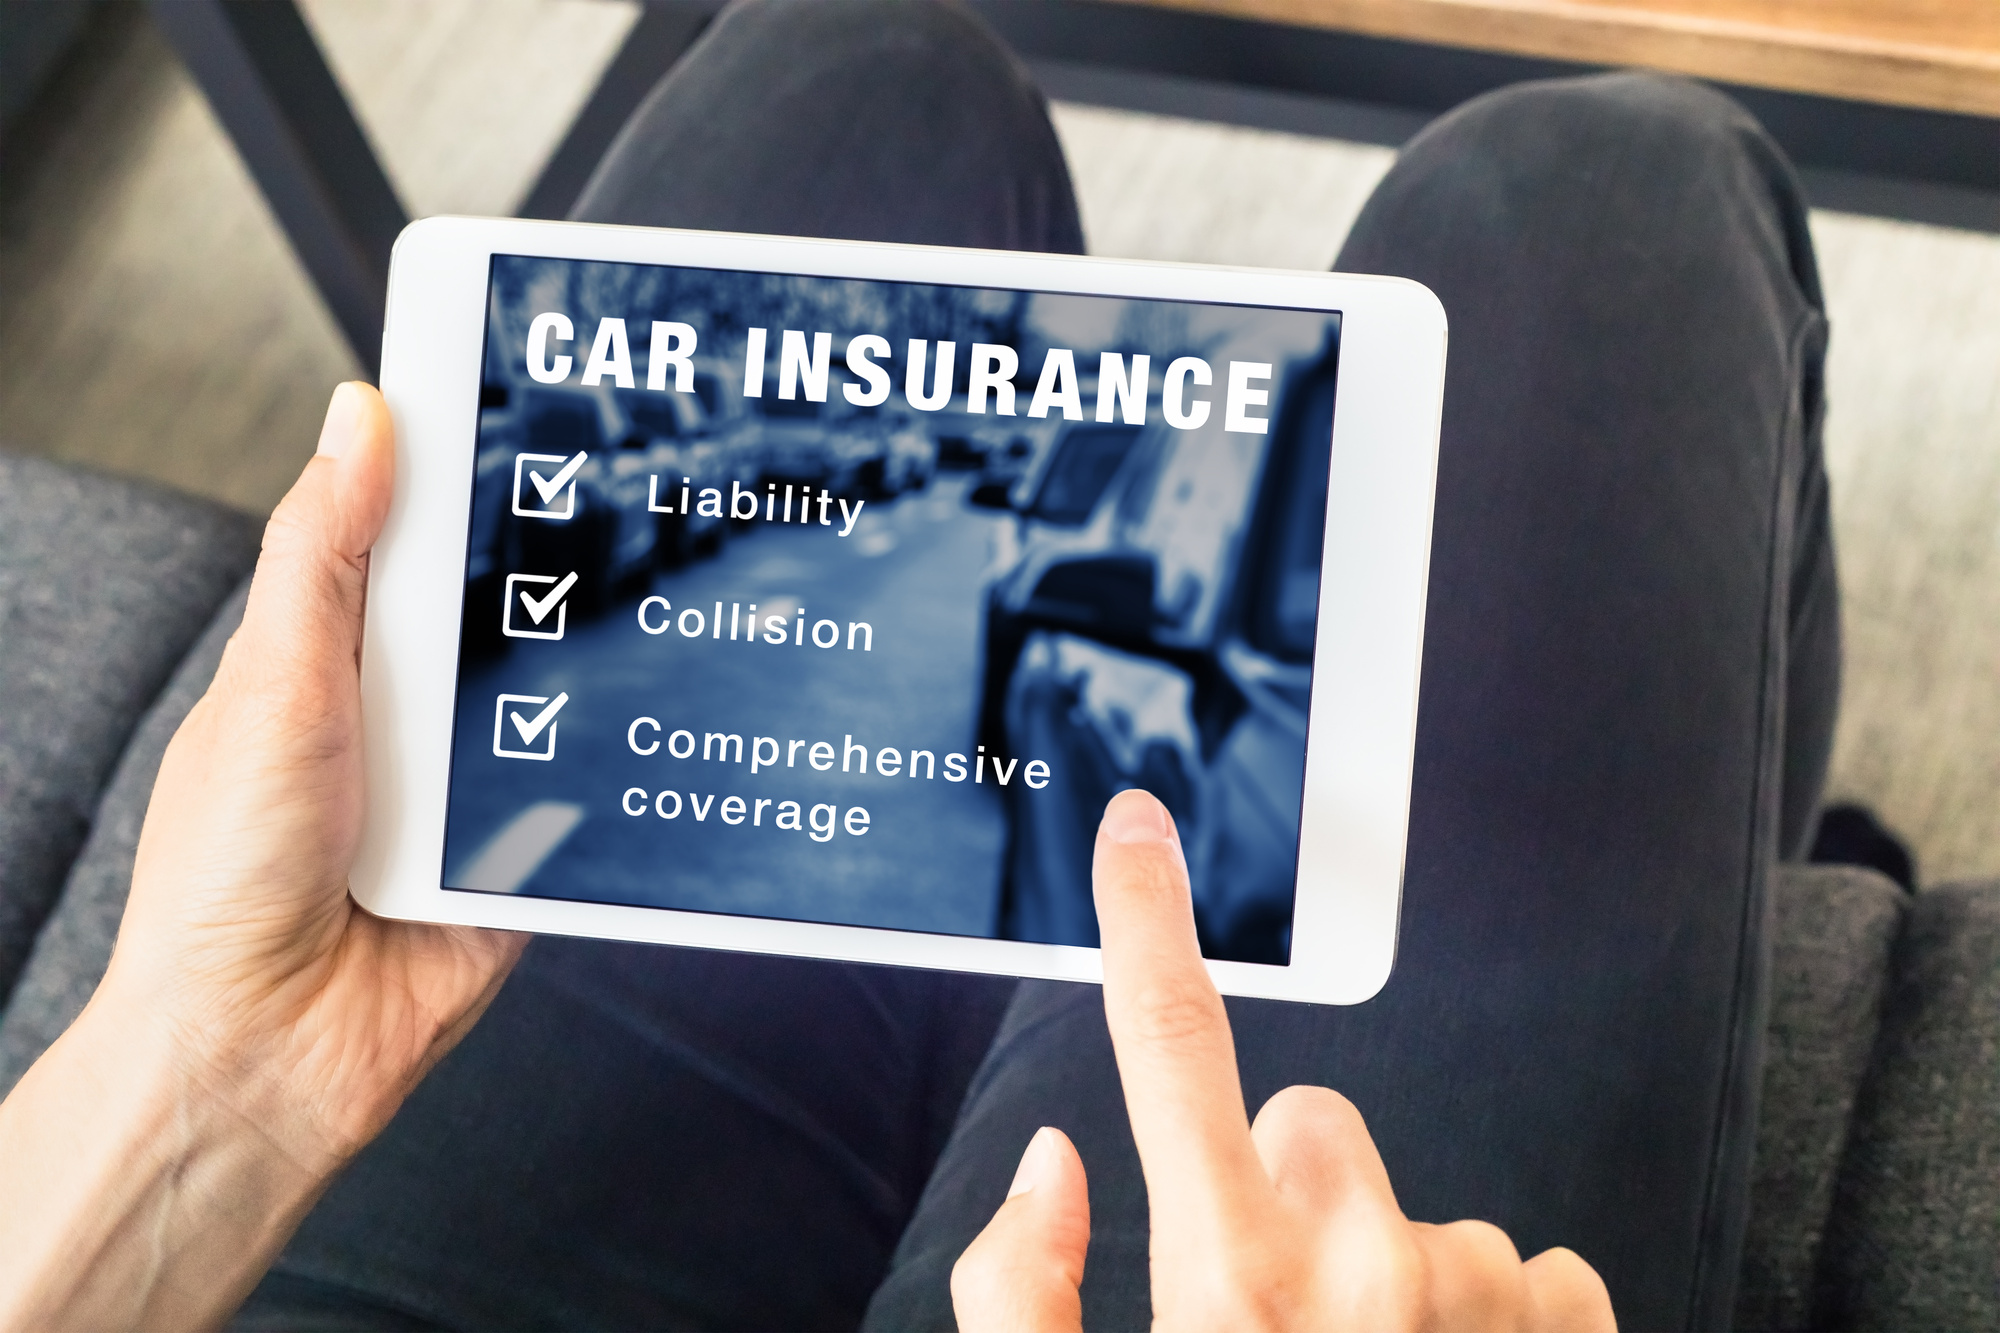 CAR INSURANCE
Liability
Collision
Comprehensive
coverage